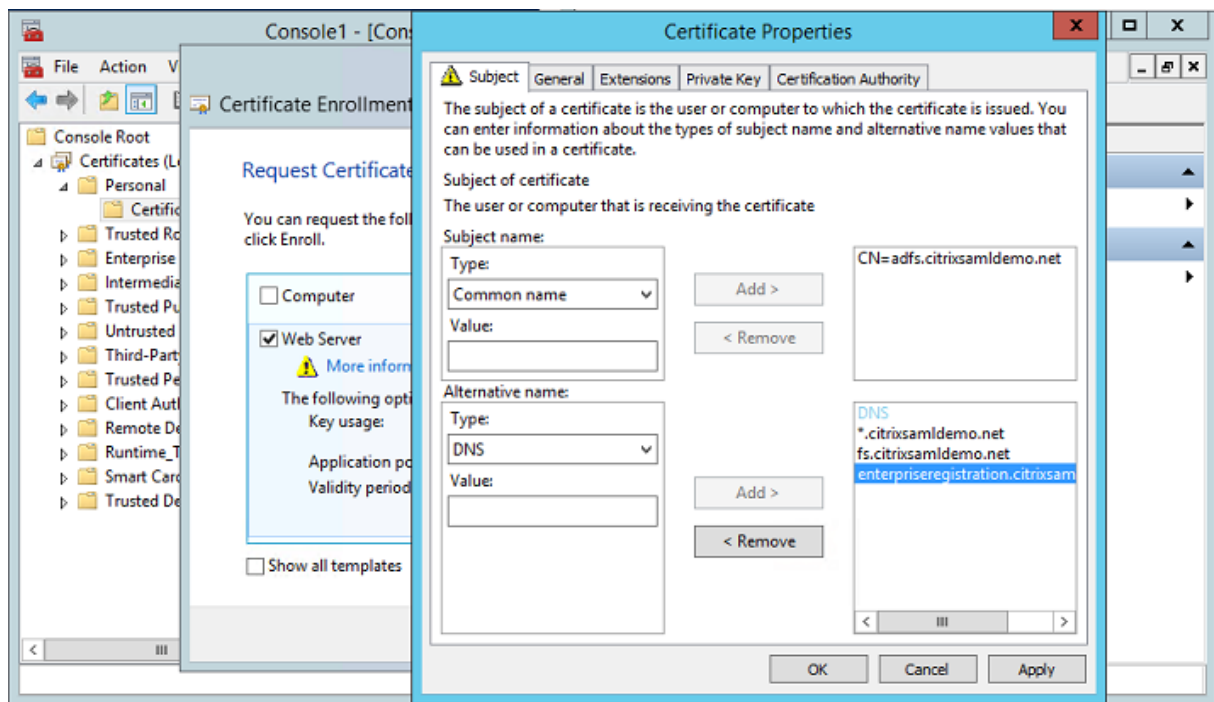 Console1 - [Con
File Action V
Console Root
Certificates (L
Personal
Certific
Trusted Ro
Enterprise
Intermedia
Trusted Pu
Untrusted
Third-Part
Trusted Pe
Client Auth
Remote De
Runtime_T
Smart Card
Trusted De
Certificate Enrollment
Request Certificate
You can request the foll
click Enroll.
Computer
Web Server
More inform
The following opti
Key usage:
Application po
Validity period
Show all templates
Certificate Properties
Subject General Extensions Private Key Certification Authority
The subject of a certificate is the user or computer to which the certificate is issued. You
can enter information about the types of subject name and alternative name values that
can be used in a certificate.
Subject of certificate
The user or computer that is receiving the certificate
Subject name:
Type:
Common name
Value:
Add >
< Remove
CN=adfs.citrixsamldemo.net
Alternative name:
Type:
DNS
Value:
Add >
< Remove
DNS
*.citrixsamldemo.net
fs.citrixsamldemo.net
enterpriseregistration.citrixsam
OK Cancel Apply